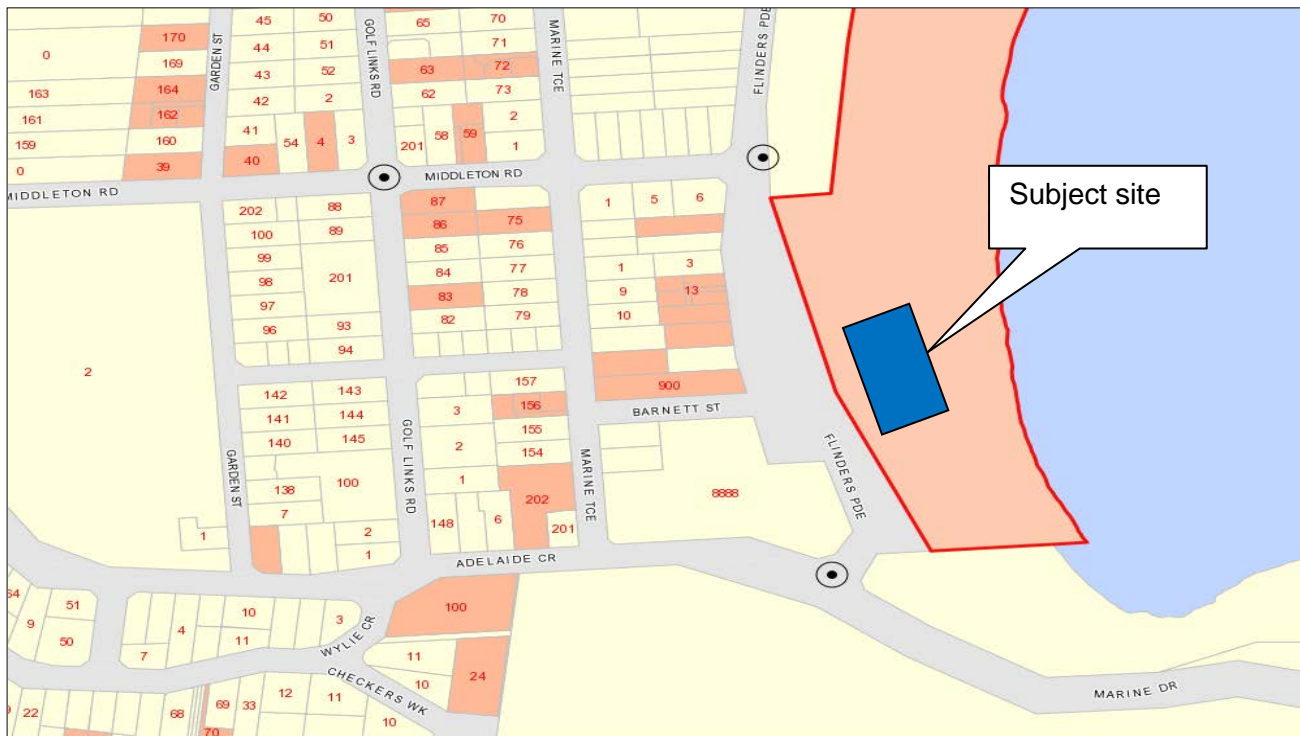 45 50 65 70
170 44 51 71
0 169 43 52 63 72
163 164 42 2 62 73
161 162 41 54 4 3 201 58 59 2
159 160 40 1
0 39
GARDEN ST
GOLF LINKS RD
MARINE TCE
FLINDERS PDE
MIDDLETON RD
MIDDLETON RD
Subject site
202 88 87 1 5 6
100 89 86 75
99 85 76
98 201 84 77 1 3
97 83 78 9 13
96 93 82 79 10
94
2
142 143 157 900
141 144 3 156
140 145 2 155
154
BARNETT ST
GARDEN ST
GOLF LINKS RD
MARINE TCE
FLINDERS PDE
138 100 1 202 8888
7 148 6 201
1 2
1
ADELAIDE CR
64 51 10 3 100
9 50 4 11
7
WYLIE CR
11
10 24
CHECKERS WK
MARINE DR
22 68 69 33 12 11 10
70